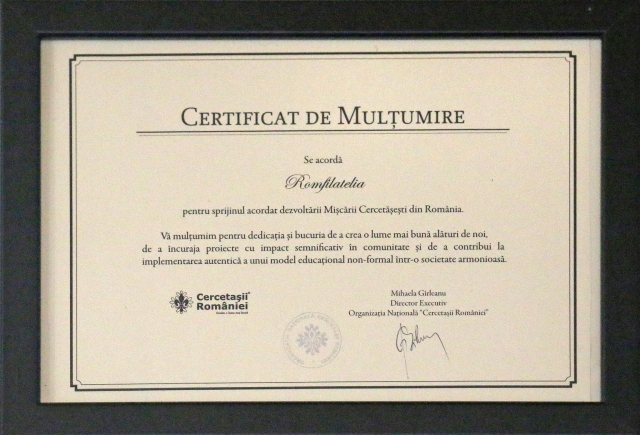 CERTIFICAT DE MULȚUMIRE
Se acordă
Romfilatelia
pentru sprijinul acordat dezvoltării Mișcării Cercetășești din România.
Vă mulțumim pentru dedicația și bucuria de a crea o lume mai bună alături de noi,
de a încuraja proiecte cu impact semnificativ în comunitate și de a contribui la
implementarea autentică a unui model educațional non-formal într-o societate armonioasă.
Cercetașii
României
Mihaela Gîrleanu
Director Executiv
Organizația Națională "Cercetașii României"